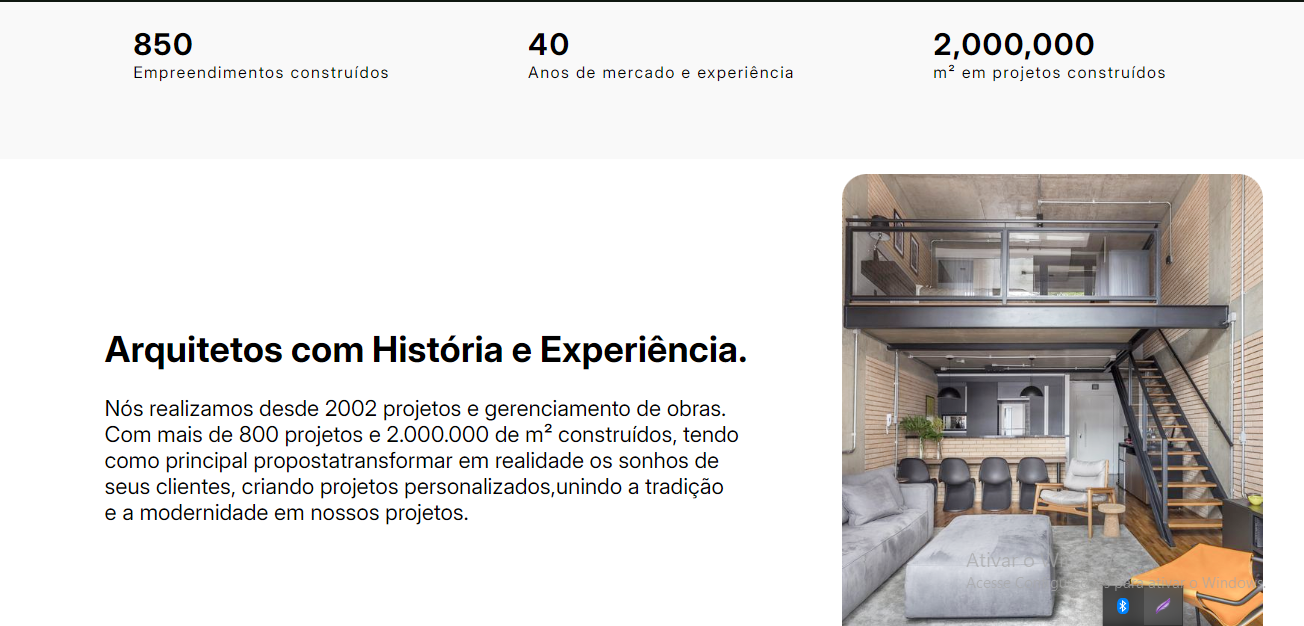 850
Empreendimentos construídos
40
Anos de mercado e experiência
2,000,000
m² em projetos construídos
Arquitetos com História e Experiência.
Nós realizamos desde 2002 projetos e gerenciamento de obras.
Com mais de 800 projetos e 2.000.000 de m² construídos, tendo
como principal propostatransformar em realidade os sonhos de
seus clientes, criando projetos personalizados,unindo a tradição
e a modernidade em nossos projetos.
Ativar o
Acesse para ativar o Windows.